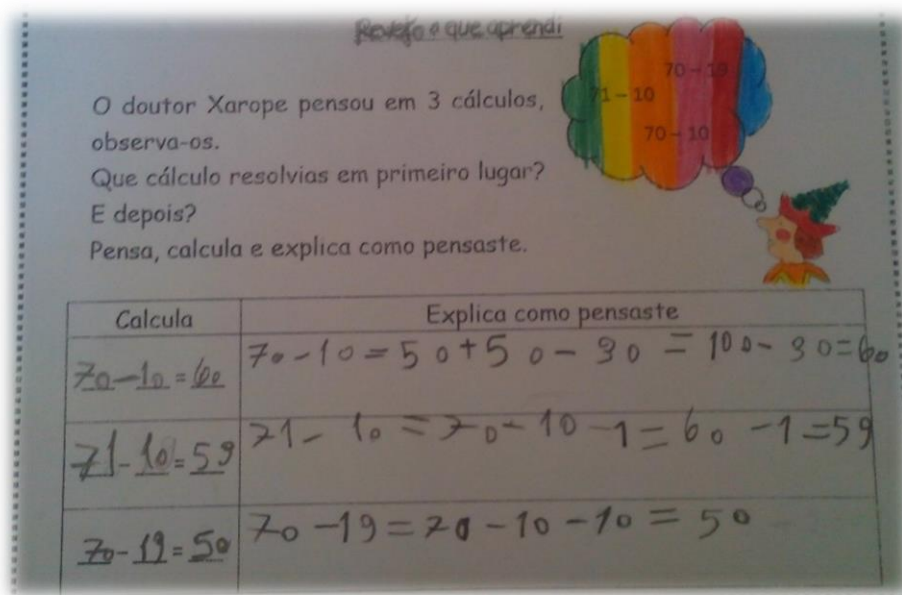 Revejo o que aprendi
70 – 19
71 – 10
70 – 10
O doutor Xarope pensou em 3 cálculos,
observa-os.
Que cálculo resolvias em primeiro lugar?
E depois?
Pensa, calcula e explica como pensaste.
Calcula
Explica como pensaste
70-10=60
70-10=50+50-30=100-30=60
71-10=59
71-10=70-10-1=60-1=59
70-19=50
70-19=70-10-10=50